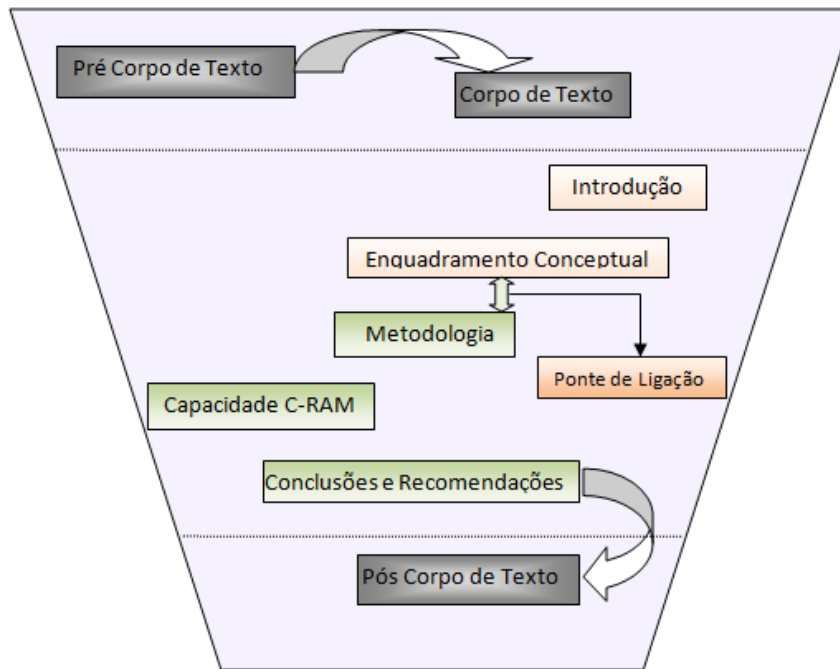 Pré Corpo de Texto
Corpo de Texto
Introdução
Enquadramento Conceptual
Metodologia
Ponte de Ligação
Capacidade C-RAM
Conclusões e Recomendações
Pós Corpo de Texto